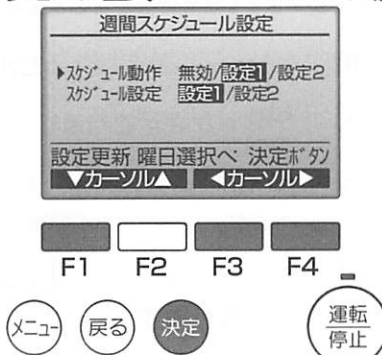 週間スケジュール設定
▶スケジュール動作 無効/設定1/設定2
スケジュール設定 設定1/設定2
設定更新 曜日選択へ 決定ボタン
▼カーソル▲ ◀カーソル▶
F1 F2 F3 F4
メニュー 戻る 決定 運転
停止